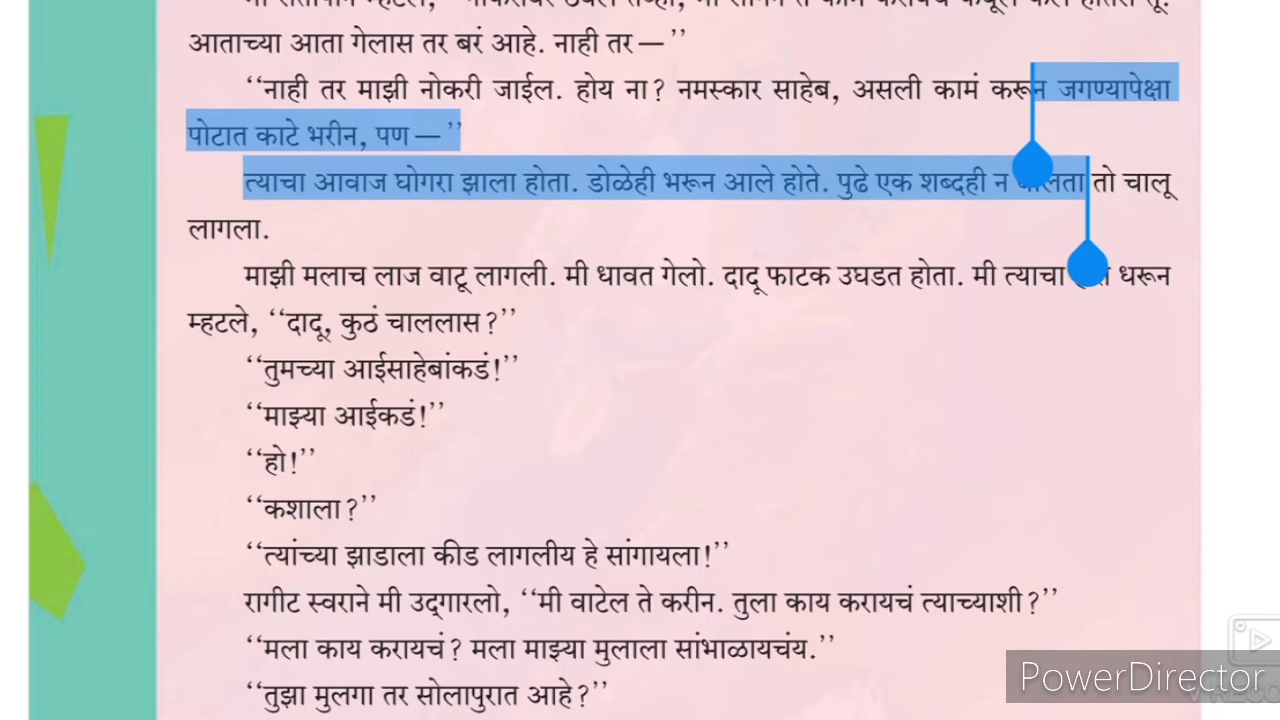 आताच्या आता गेलास तर बरं आहे. नाही तर—’’
‘‘नाही तर माझी नोकरी जाईल. होय ना? नमस्कार साहेब, असली कामं करून जगण्यापेक्षा
पोटात काटे भरीन, पण—’’
त्याचा आवाज घोगरा झाला होता. डोळेही भरून आले होते. पुढे एक शब्दही न तो चालू
लागला.
माझी मलाच लाज वाटू लागली. मी धावत गेलो. दादू फाटक उघडत होता. मी त्याचा धरून
म्हटले, ‘‘दादू, कुठं चाललास?’’
‘‘तुमच्या आईसाहेबांकडं!’’
‘‘माझ्या आईकडं!’’
‘‘हो!’’
‘‘कशाला?’’
‘‘त्यांच्या झाडाला कीड लागलीय हे सांगायला!’’
रागीट स्वराने मी उद्‌गारलो, ‘‘मी वाटेल ते करीन. तुला काय करायचं त्याच्याशी?’’
‘‘मला काय करायचं? मला माझ्या मुलाला सांभाळायचंय.’’
‘‘तुझा मुलगा तर सोलापुरात आहे?’’
PowerDirector